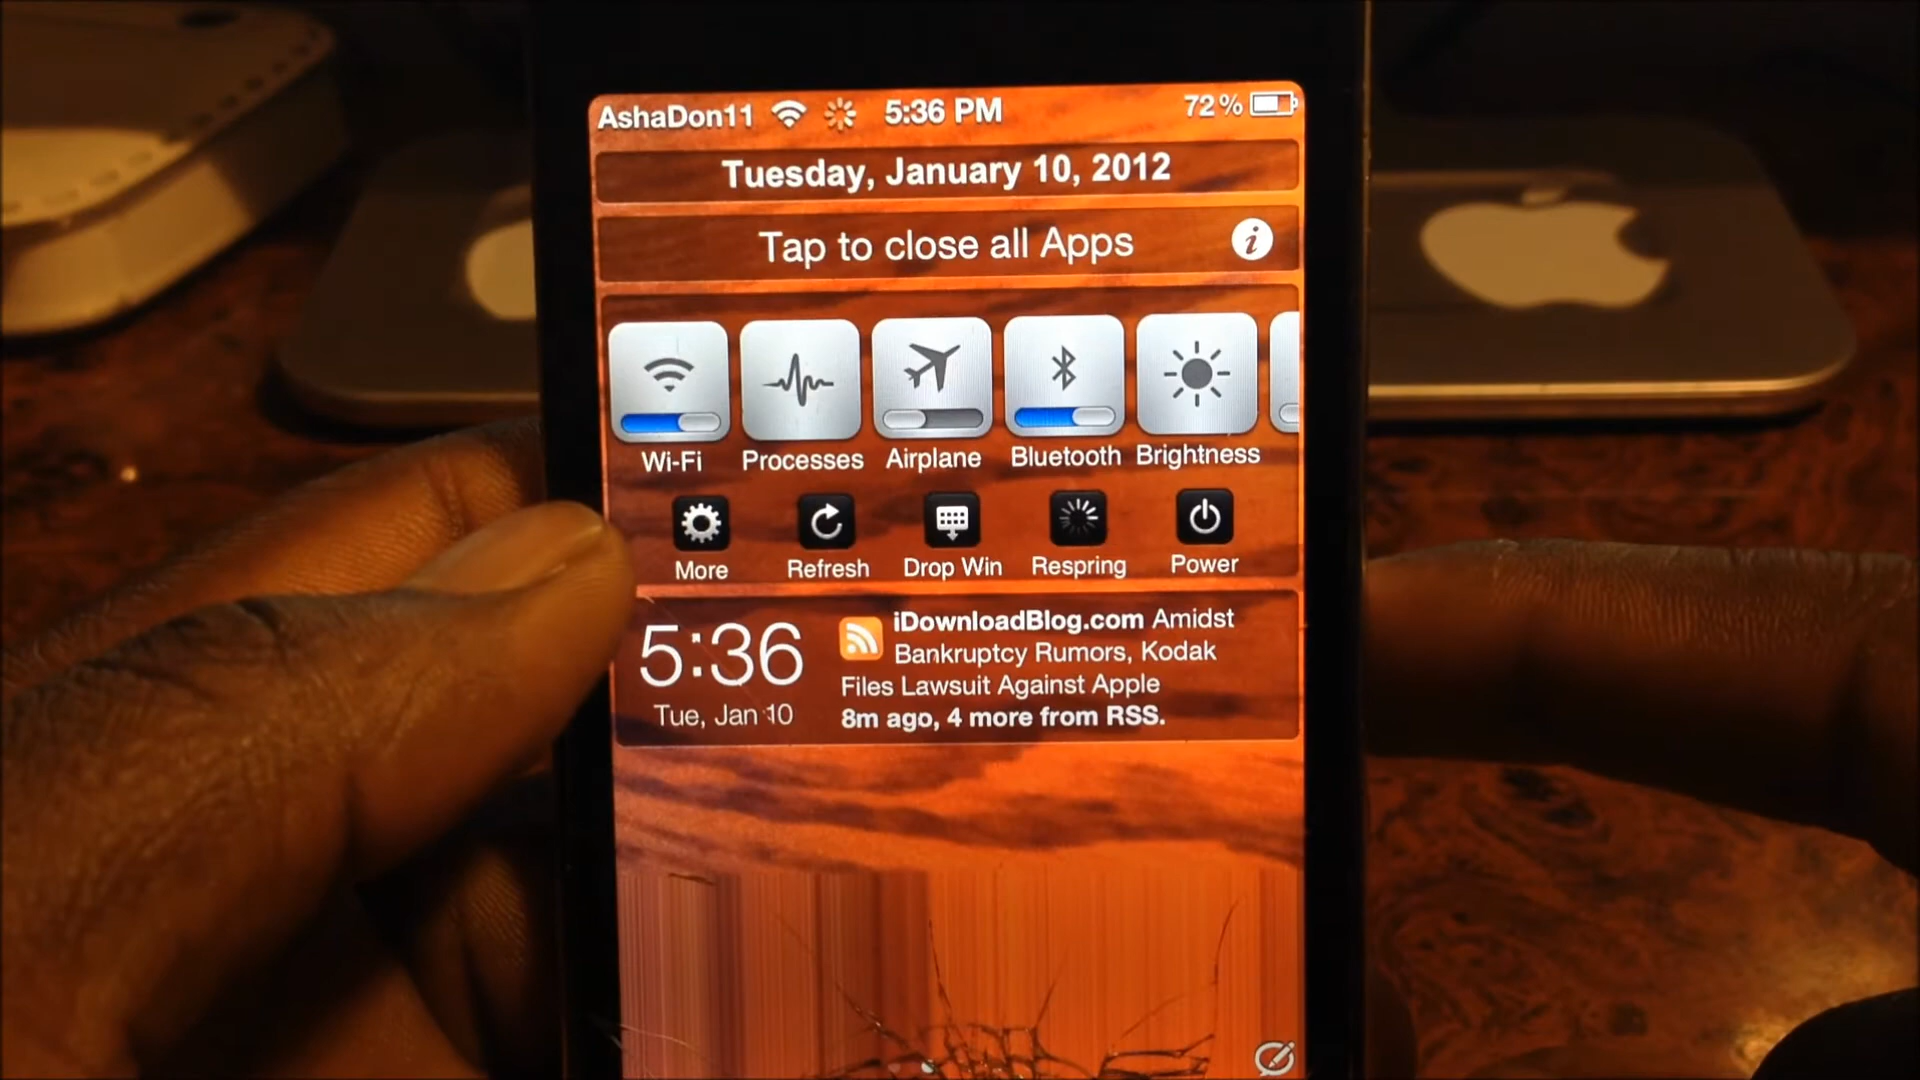 AshaDon11 5:36 PM 72%
Tuesday, January 10, 2012
Tap to close all Apps i
Wi-Fi Processes Airplane Bluetooth Brightness
More Refresh Drop Win Respring Power
5:36
Tue, Jan 10
iDownloadBlog.com Amidst
Bankruptcy Rumors, Kodak
Files Lawsuit Against Apple
8m ago, 4 more from RSS.